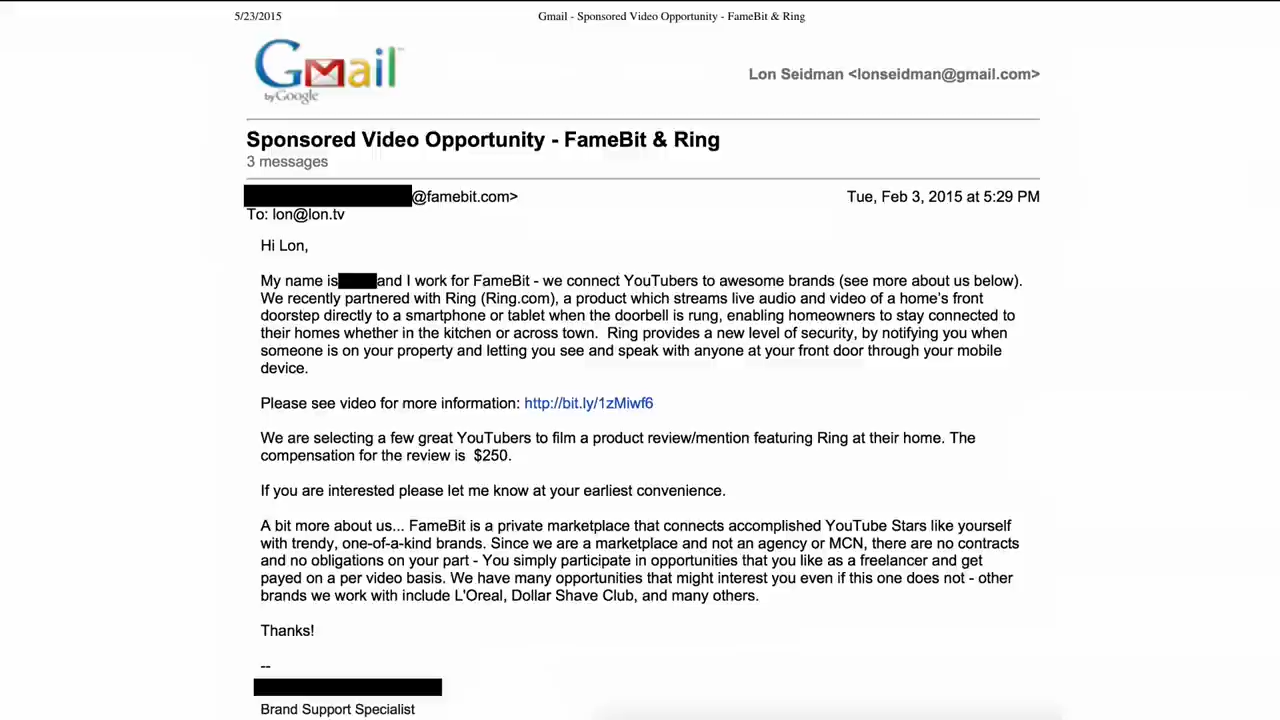 5/23/2015 Gmail - Sponsored Video Opportunity - FameBit & Ring
Gmail
by Google
Lon Seidman <lonseidman@gmail.com>
Sponsored Video Opportunity - FameBit & Ring
3 messages
@famebit.com> Tue, Feb 3, 2015 at 5:29 PM
To: lon@lon.tv
Hi Lon,
My name is and I work for FameBit - we connect YouTubers to awesome brands (see more about us below).
We recently partnered with Ring (Ring.com), a product which streams live audio and video of a home's front
doorstep directly to a smartphone or tablet when the doorbell is rung, enabling homeowners to stay connected to
their homes whether in the kitchen or across town. Ring provides a new level of security, by notifying you when
someone is on your property and letting you see and speak with anyone at your front door through your mobile
device.
Please see video for more information: http://bit.ly/1zMiwf6
We are selecting a few great YouTubers to film a product review/mention featuring Ring at their home. The
compensation for the review is $250.
If you are interested please let me know at your earliest convenience.
A bit more about us... FameBit is a private marketplace that connects accomplished YouTube Stars like yourself
with trendy, one-of-a-kind brands. Since we are a marketplace and not an agency or MCN, there are no contracts
and no obligations on your part - You simply participate in opportunities that you like as a freelancer and get
payed on a per video basis. We have many opportunities that might interest you even if this one does not - other
brands we work with include L'Oreal, Dollar Shave Club, and many others.
Thanks!
--
Brand Support Specialist